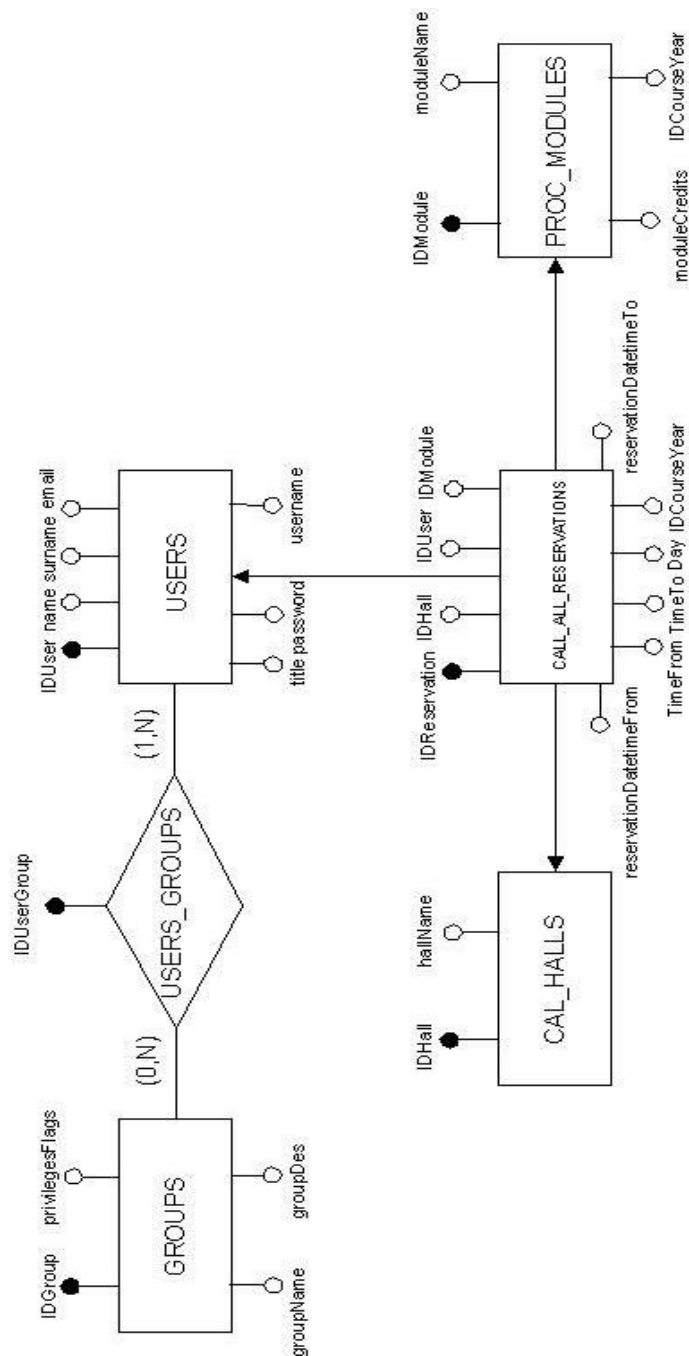 IDUserGroup
IDGroup
privilegesFlags
GROUPS
groupName
groupDes
(0,N)
USERS_GROUPS
(1,N)
IDUser name surname email
USERS
title password
username
IDHall
hallName
CAL_HALLS
IDReservation
IDHall
IDUser
IDModule
CALL_ALL_RESERVATIONS
reservationDatetimeFrom
TimeFrom TimeTo Day IDCourseYear
reservationDatetimeTo
IDModule
moduleName
PROC_MODULES
moduleCredits
IDCourseYear